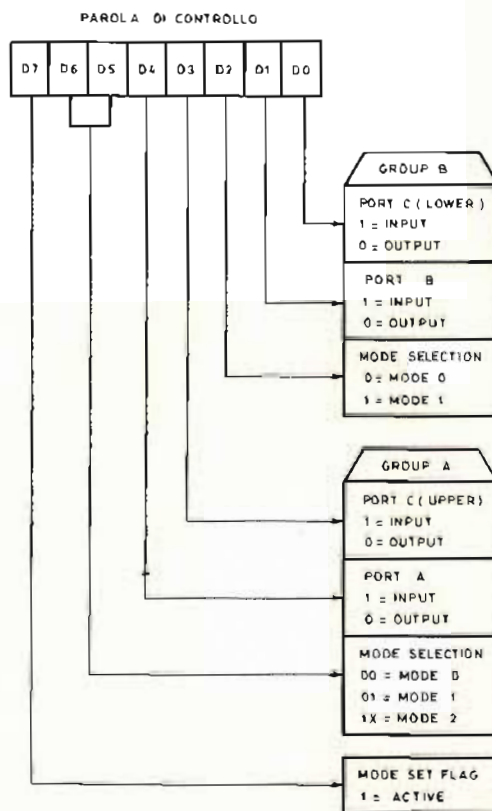 PAROLA DI CONTROLLO
D7 D6 D5 D4 D3 D2 D1 D0
GROUP B
PORT C (LOWER)
1 = INPUT
0 = OUTPUT
PORT B
1 = INPUT
0 = OUTPUT
MODE SELECTION
0 = MODE 0
1 = MODE 1
GROUP A
PORT C (UPPER)
1 = INPUT
0 = OUTPUT
PORT A
1 = INPUT
0 = OUTPUT
MODE SELECTION
00 = MODE 0
01 = MODE 1
1X = MODE 2
MODE SET FLAG
1 = ACTIVE